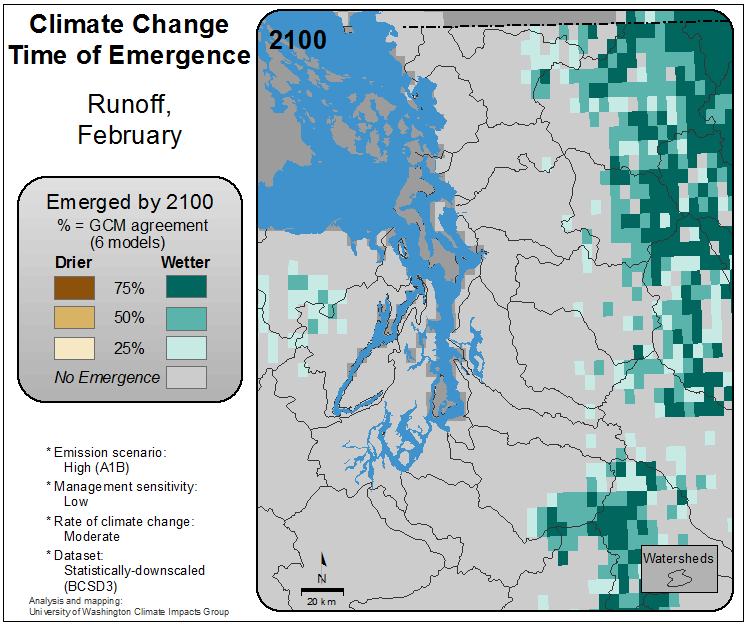 Climate Change
Time of Emergence
Runoff,
February
Emerged by 2100
% = GCM agreement
(6 models)
Drier Wetter
75%
50%
25%
No Emergence
* Emission scenario:
High (A1B)
* Management sensitivity:
Low
* Rate of climate change:
Moderate
* Dataset:
Statistically-downscaled
(BCSD3)
Analysis and mapping:
University of Washington Climate Impacts Group
2100
N
20 km
Watersheds